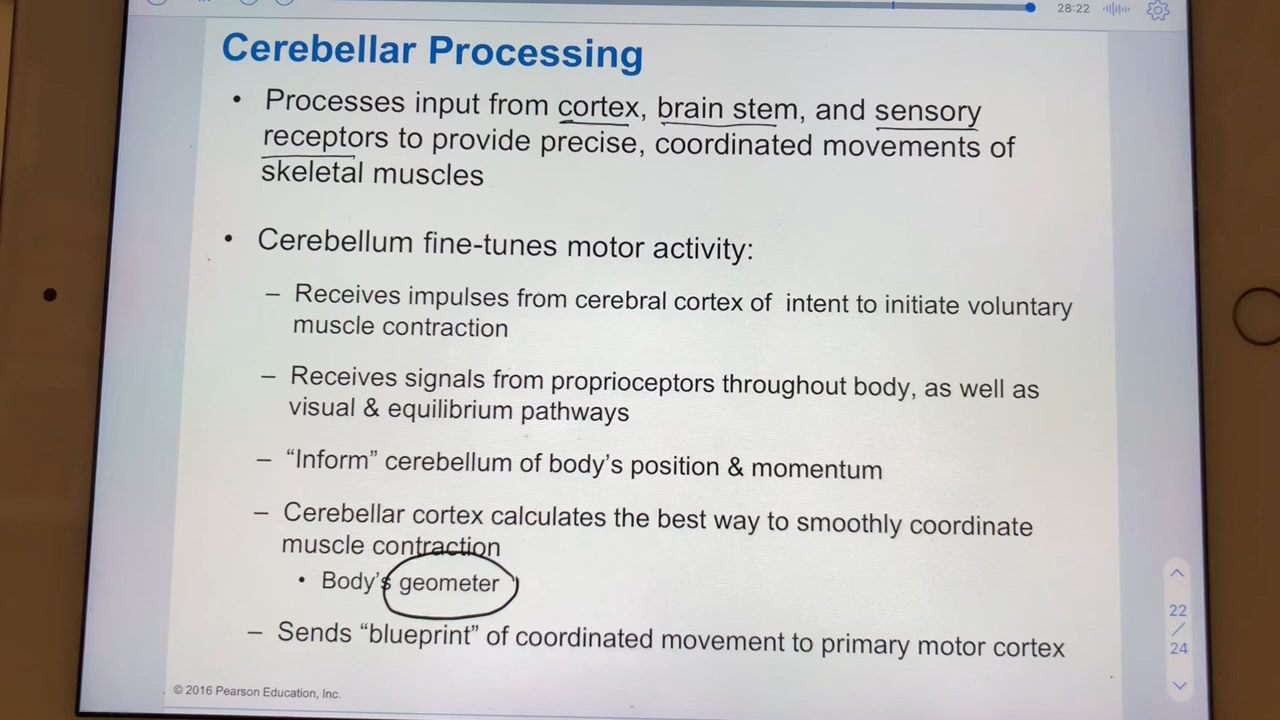 28:22
Cerebellar Processing
• Processes input from cortex, brain stem, and sensory
receptors to provide precise, coordinated movements of
skeletal muscles
• Cerebellum fine-tunes motor activity:
– Receives impulses from cerebral cortex of intent to initiate voluntary
muscle contraction
– Receives signals from proprioceptors throughout body, as well as
visual & equilibrium pathways
– “Inform” cerebellum of body’s position & momentum
– Cerebellar cortex calculates the best way to smoothly coordinate
muscle contraction
• Body’s geometer
– Sends “blueprint” of coordinated movement to primary motor cortex
22
/
24
© 2016 Pearson Education, Inc.